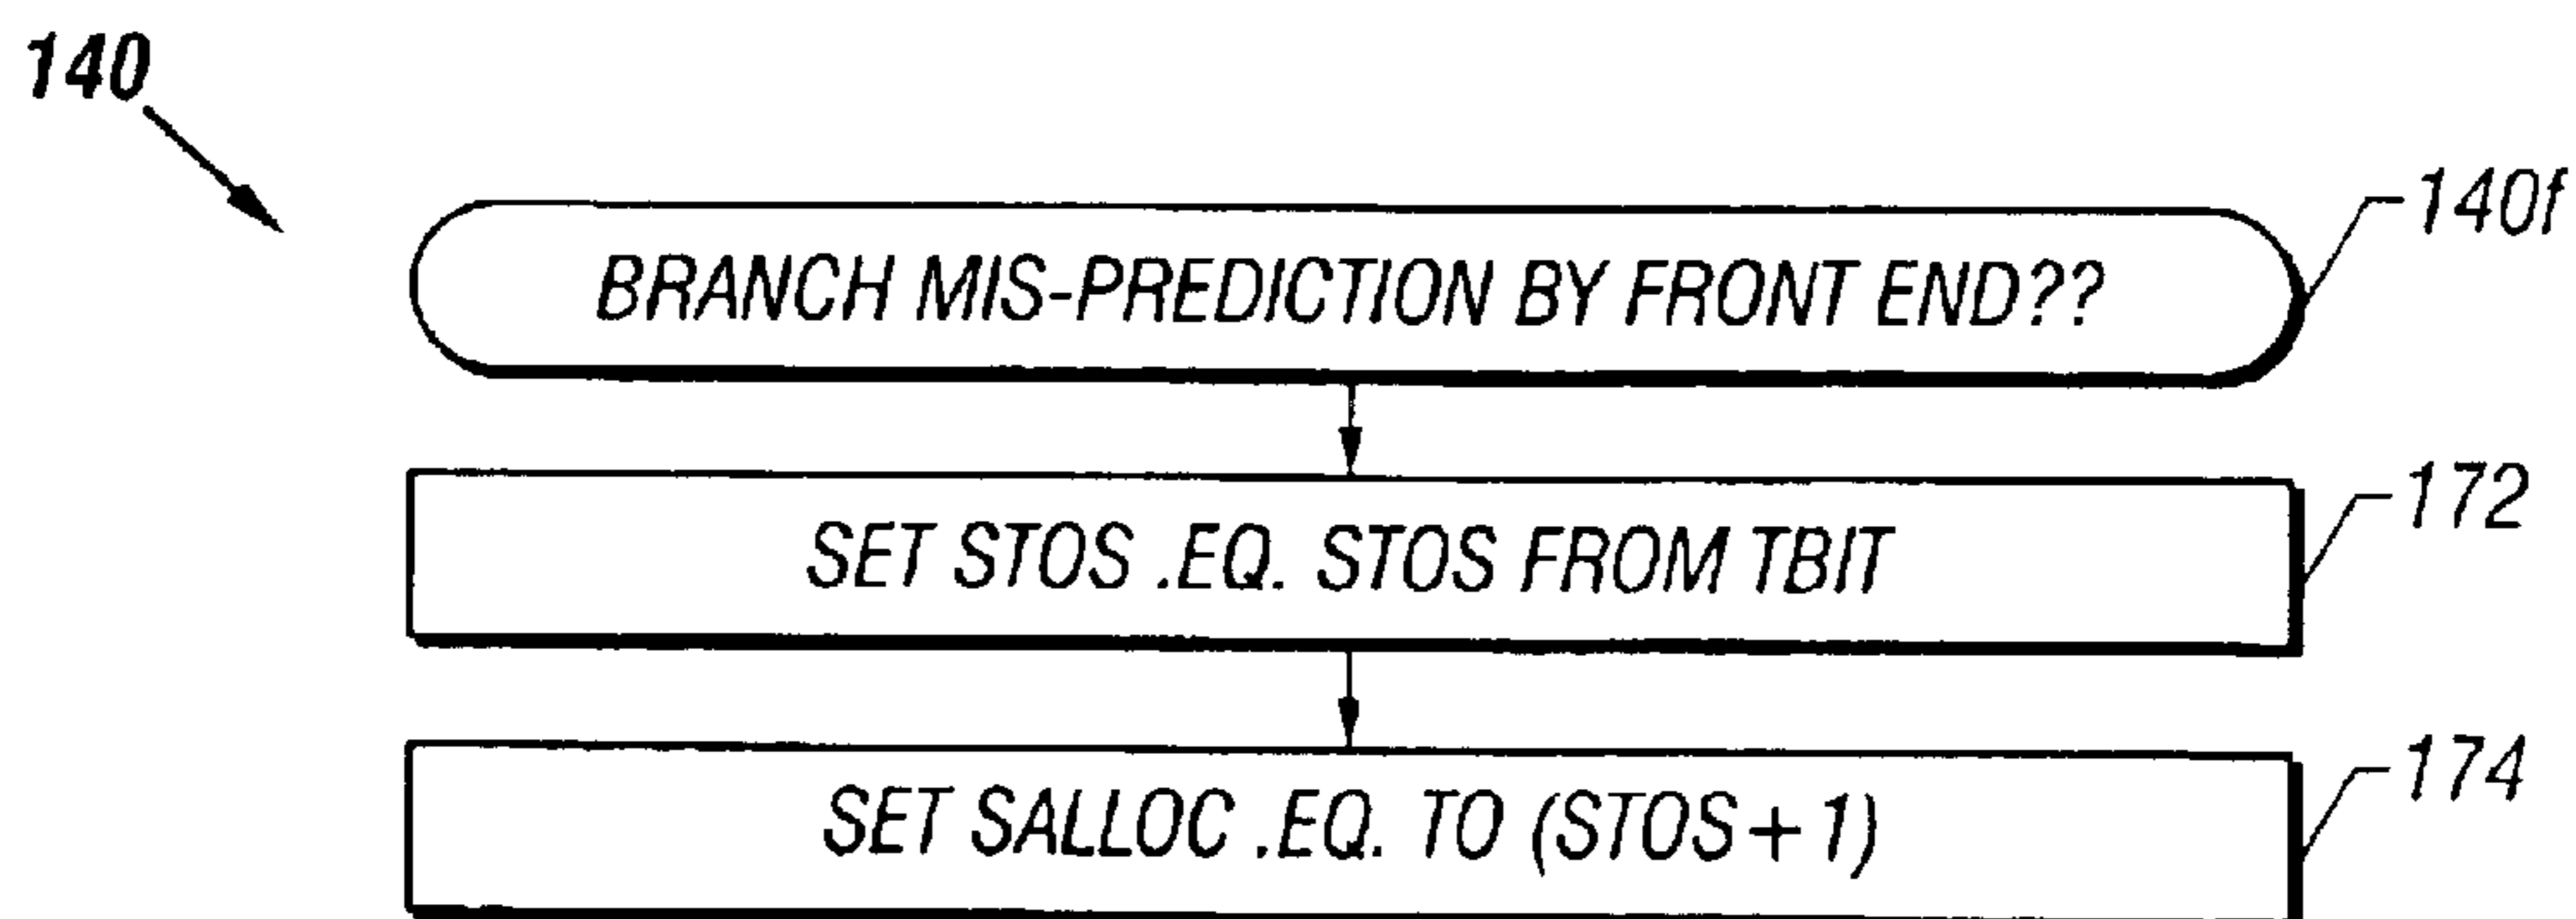 140
140f
BRANCH MIS-PREDICTION BY FRONT END??
172
SET STOS .EQ. STOS FROM TBIT
174
SET SALLOC .EQ. TO (STOS + 1)